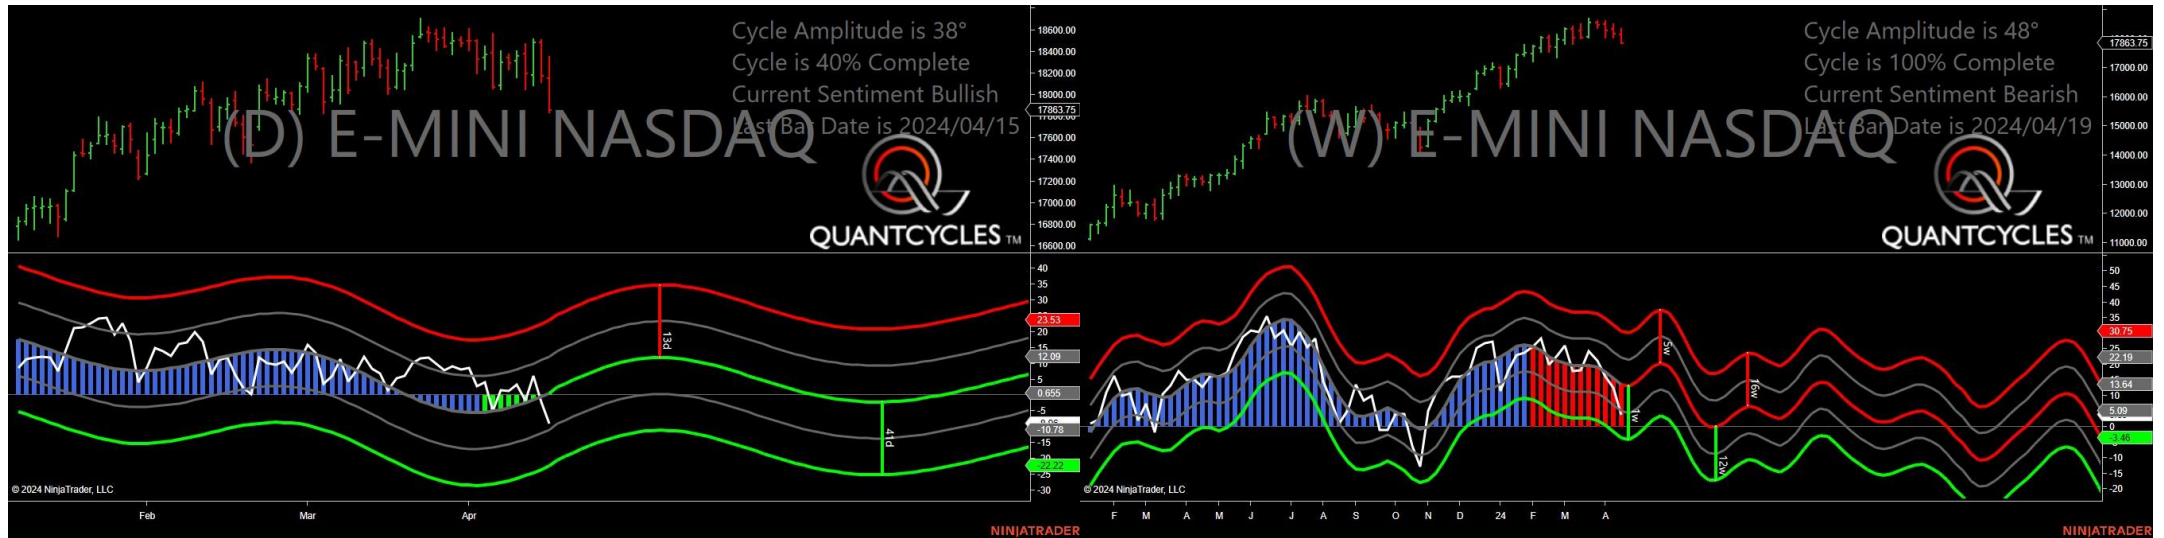 Cycle Amplitude is 38°
Cycle is 40% Complete
Current Sentiment Bullish
Last Bar Date is 2024/04/15
(D) E-MINI NASDAQ
QUANTCYCLES TM
18600.00
18400.00
18200.00
18000.00
17863.75
17600.00
17400.00
17200.00
17000.00
16800.00
16600.00
40
35
30
23.53
20
15
12.09
10
5
0.655
-5
-10.78
-15
-22.22
-25
-30
13d
41d
© 2024 NinjaTrader, LLC
Feb Mar Apr
NINJATRADER
Cycle Amplitude is 48°
Cycle is 100% Complete
Current Sentiment Bearish
Last Bar Date is 2024/04/19
(W) E-MINI NASDAQ
QUANTCYCLES TM
17863.75
17000.00
16000.00
15000.00
14000.00
13000.00
12000.00
11000.00
50
45
40
35
30.75
25
22.19
20
15
13.64
10
5.09
0
-3.46
-10
-15
-20
5w
16w
1w
12w
© 2024 NinjaTrader, LLC
F M A M J J A S O N D 24 F M A
NINJATRADER